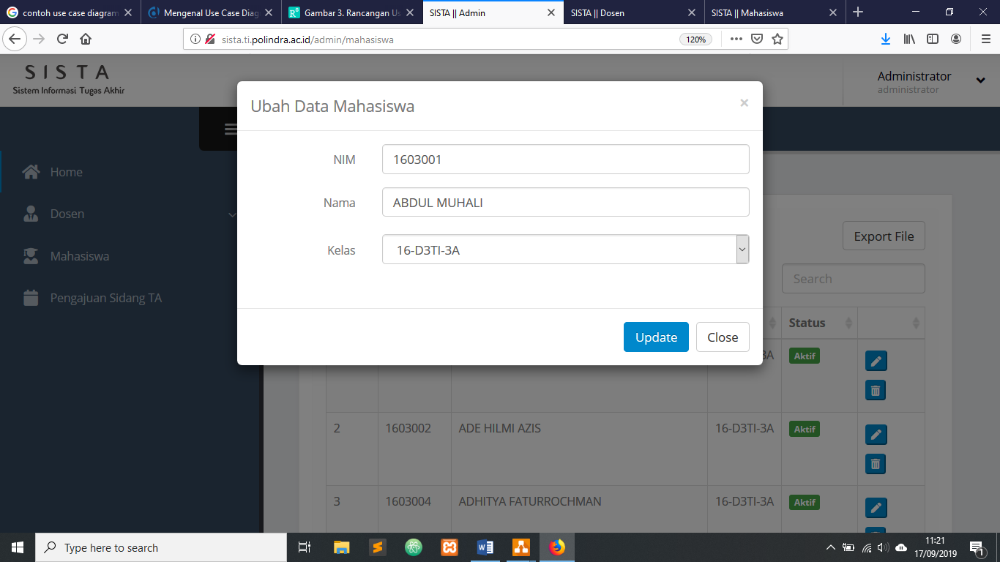 contoh use case diagram
Mengenal Use Case Diag
Gambar 3. Rancangan Us
SISTA || Admin
SISTA || Dosen
SISTA || Mahasiswa
sista.ti.polindra.ac.id/admin/mahasiswa
120%
SISTA
Sistem Informasi Tugas Akhir
Administrator
administrator
Ubah Data Mahasiswa
×
NIM
1603001
Nama
ABDUL MUHALI
Kelas
16-D3TI-3A
Update
Close
Home
Dosen
Mahasiswa
Pengajuan Sidang TA
Export File
Search
Status
3A
Aktif
2
1603002
ADE HILMI AZIS
16-D3TI-3A
Aktif
3
1603004
ADHITYA FATURROCHMAN
16-D3TI-3A
Aktif
Type here to search
11:21
17/09/2019
1